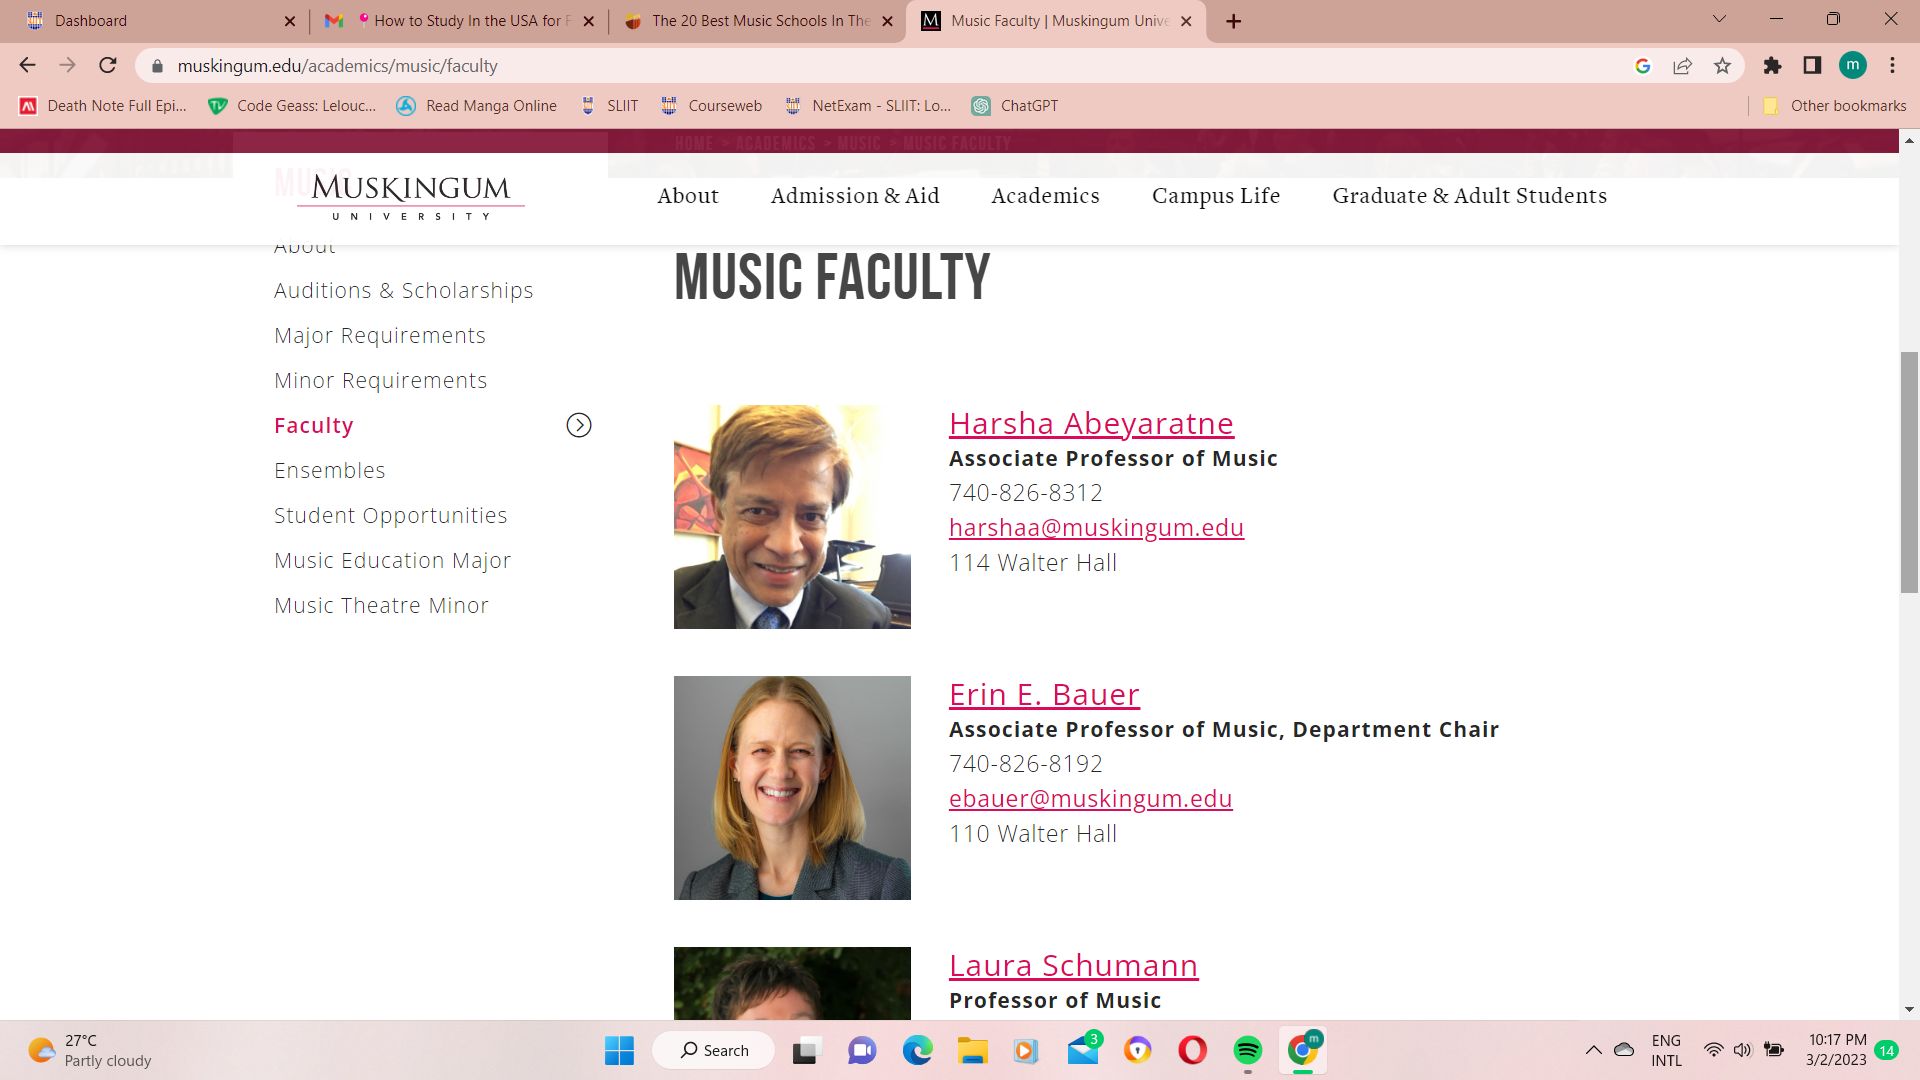 Dashboard
How to Study In the USA for F
The 20 Best Music Schools In The
M Music Faculty | Muskingum Unive
muskingum.edu/academics/music/faculty
m
Death Note Full Epi...
Code Geass: Lelouc...
Read Manga Online
SLIIT
Courseweb
NetExam - SLIIT: Lo...
ChatGPT
Other bookmarks
HOME > ACADEMICS > MUSIC > MUSIC FACULTY
MUSKINGUM
UNIVERSITY
About
Admission & Aid
Academics
Campus Life
Graduate & Adult Students
About
Auditions & Scholarships
Major Requirements
Minor Requirements
Faculty
Ensembles
Student Opportunities
Music Education Major
Music Theatre Minor
MUSIC FACULTY
Harsha Abeyaratne
Associate Professor of Music
740-826-8312
harshaa@muskingum.edu
114 Walter Hall
Erin E. Bauer
Associate Professor of Music, Department Chair
740-826-8192
ebauer@muskingum.edu
110 Walter Hall
Laura Schumann
Professor of Music
27°C
Partly cloudy
Search
3
m
ENG
INTL
10:17 PM
3/2/2023
14